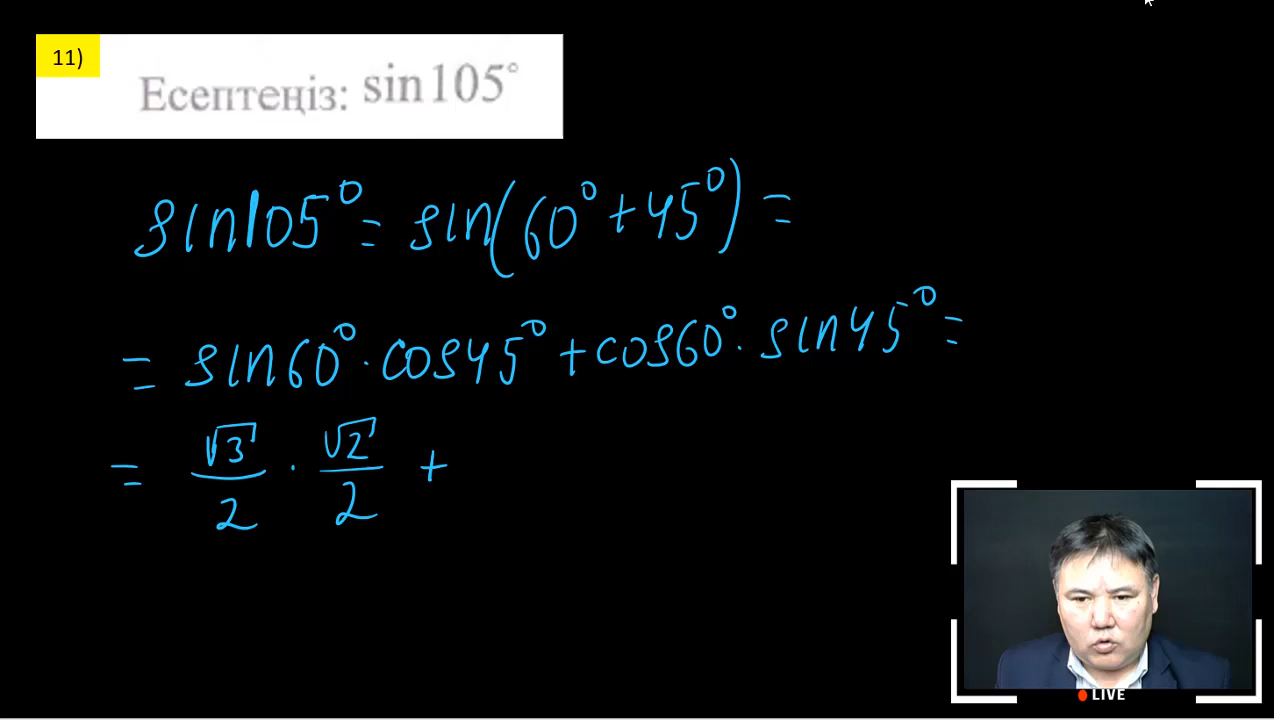 11)
Есептеңіз: sin105°
sin105° = sin(60° + 45°) =
= sin60° · cos45° + cos60° · sin45° =
= √3/2 · √2/2 +
LIVE